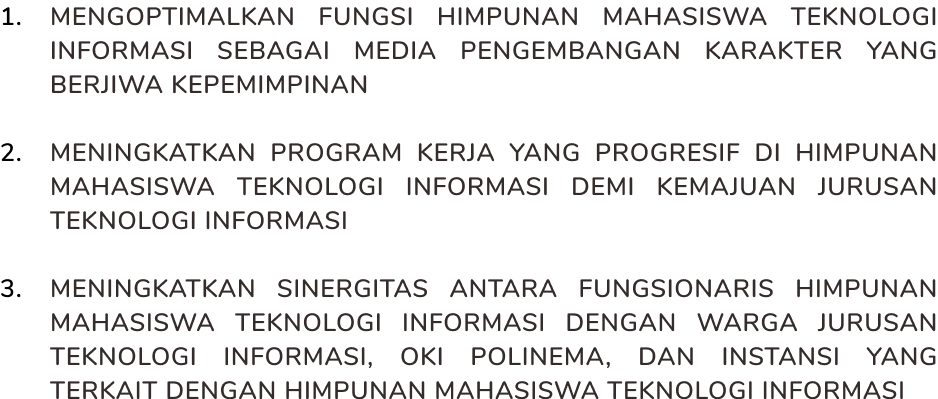 1. MENGOPTIMALKAN FUNGSI HIMPUNAN MAHASISWA TEKNOLOGI
INFORMASI SEBAGAI MEDIA PENGEMBANGAN KARAKTER YANG
BERJIWA KEPEMIMPINAN
2. MENINGKATKAN PROGRAM KERJA YANG PROGRESIF DI HIMPUNAN
MAHASISWA TEKNOLOGI INFORMASI DEMI KEMAJUAN JURUSAN
TEKNOLOGI INFORMASI
3. MENINGKATKAN SINERGITAS ANTARA FUNGSIONARIS HIMPUNAN
MAHASISWA TEKNOLOGI INFORMASI DENGAN WARGA JURUSAN
TEKNOLOGI INFORMASI, OKI POLINEMA, DAN INSTANSI YANG
TERKAIT DENGAN HIMPUNAN MAHASISWA TEKNOLOGI INFORMASI